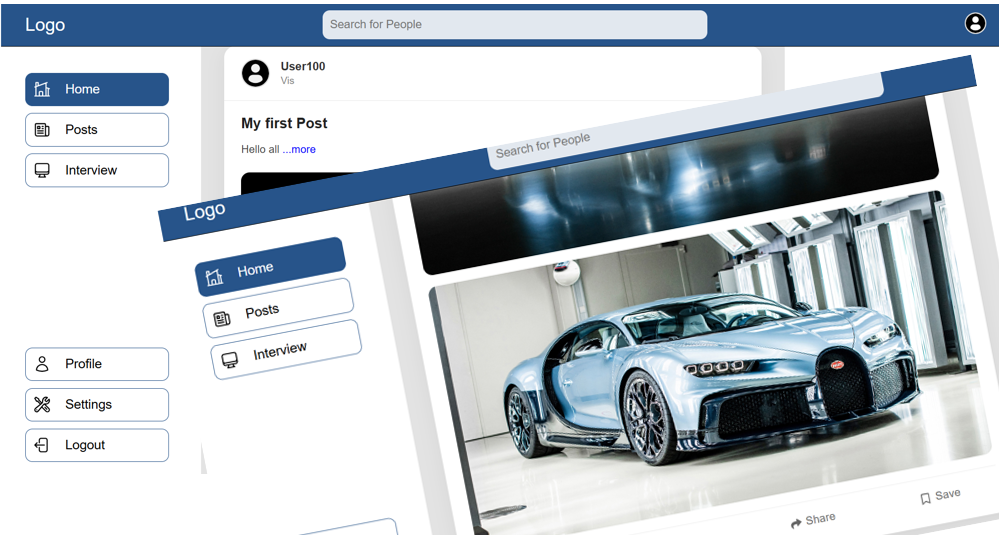 Logo
Search for People
Home
Posts
Interview
Profile
Settings
Logout
User100
Vis
My first Post
Hello all ...more
Logo
Search for People
Home
Posts
Interview
Share
Save